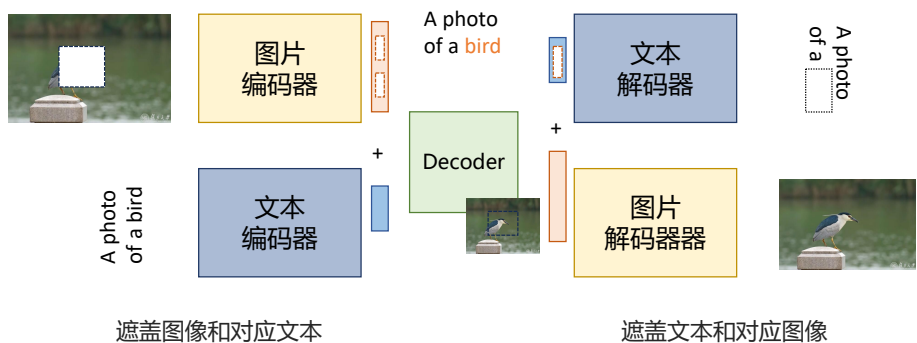 图片
编码器
A photo
of a bird
文本
解码器
A photo
of a
+
+
Decoder
A photo
of a bird
文本
编码器
图片
解码器器
遮盖图像和对应文本
遮盖文本和对应图像